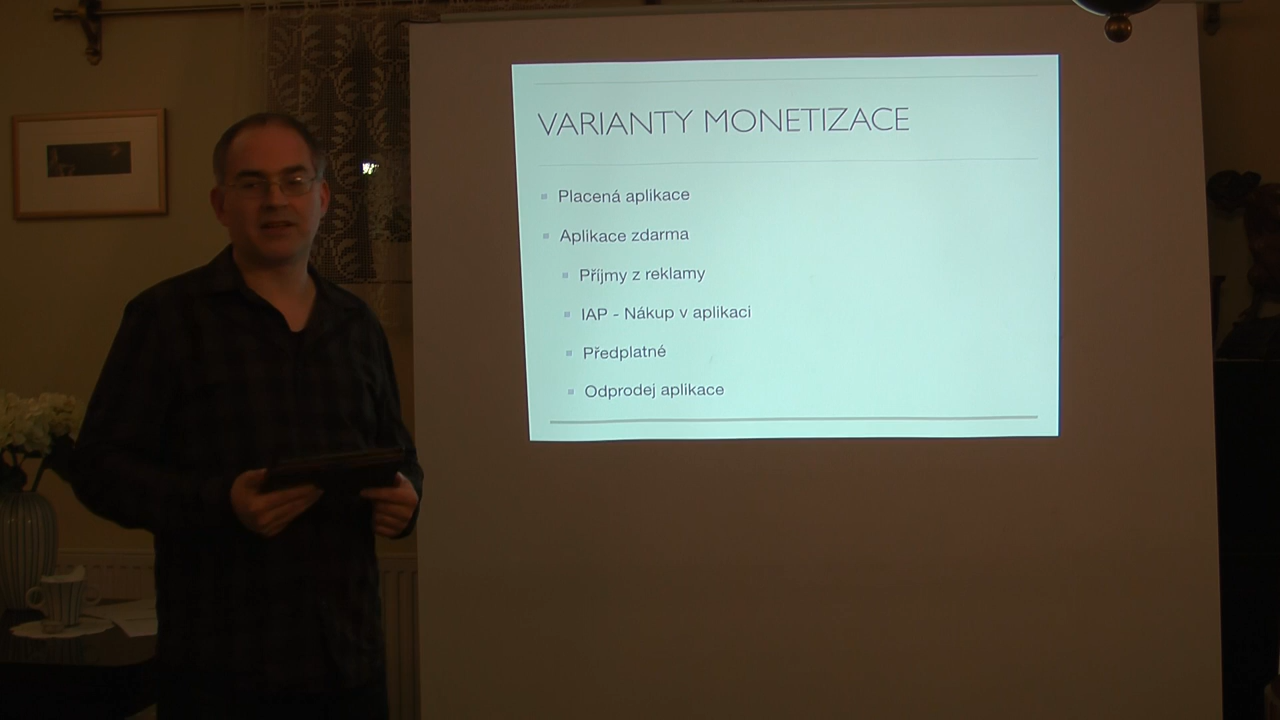 VARIANTY MONETIZACE
Placená aplikace
Aplikace zdarma
Příjmy z reklamy
IAP - Nákup v aplikaci
Předplatné
Odprodej aplikace